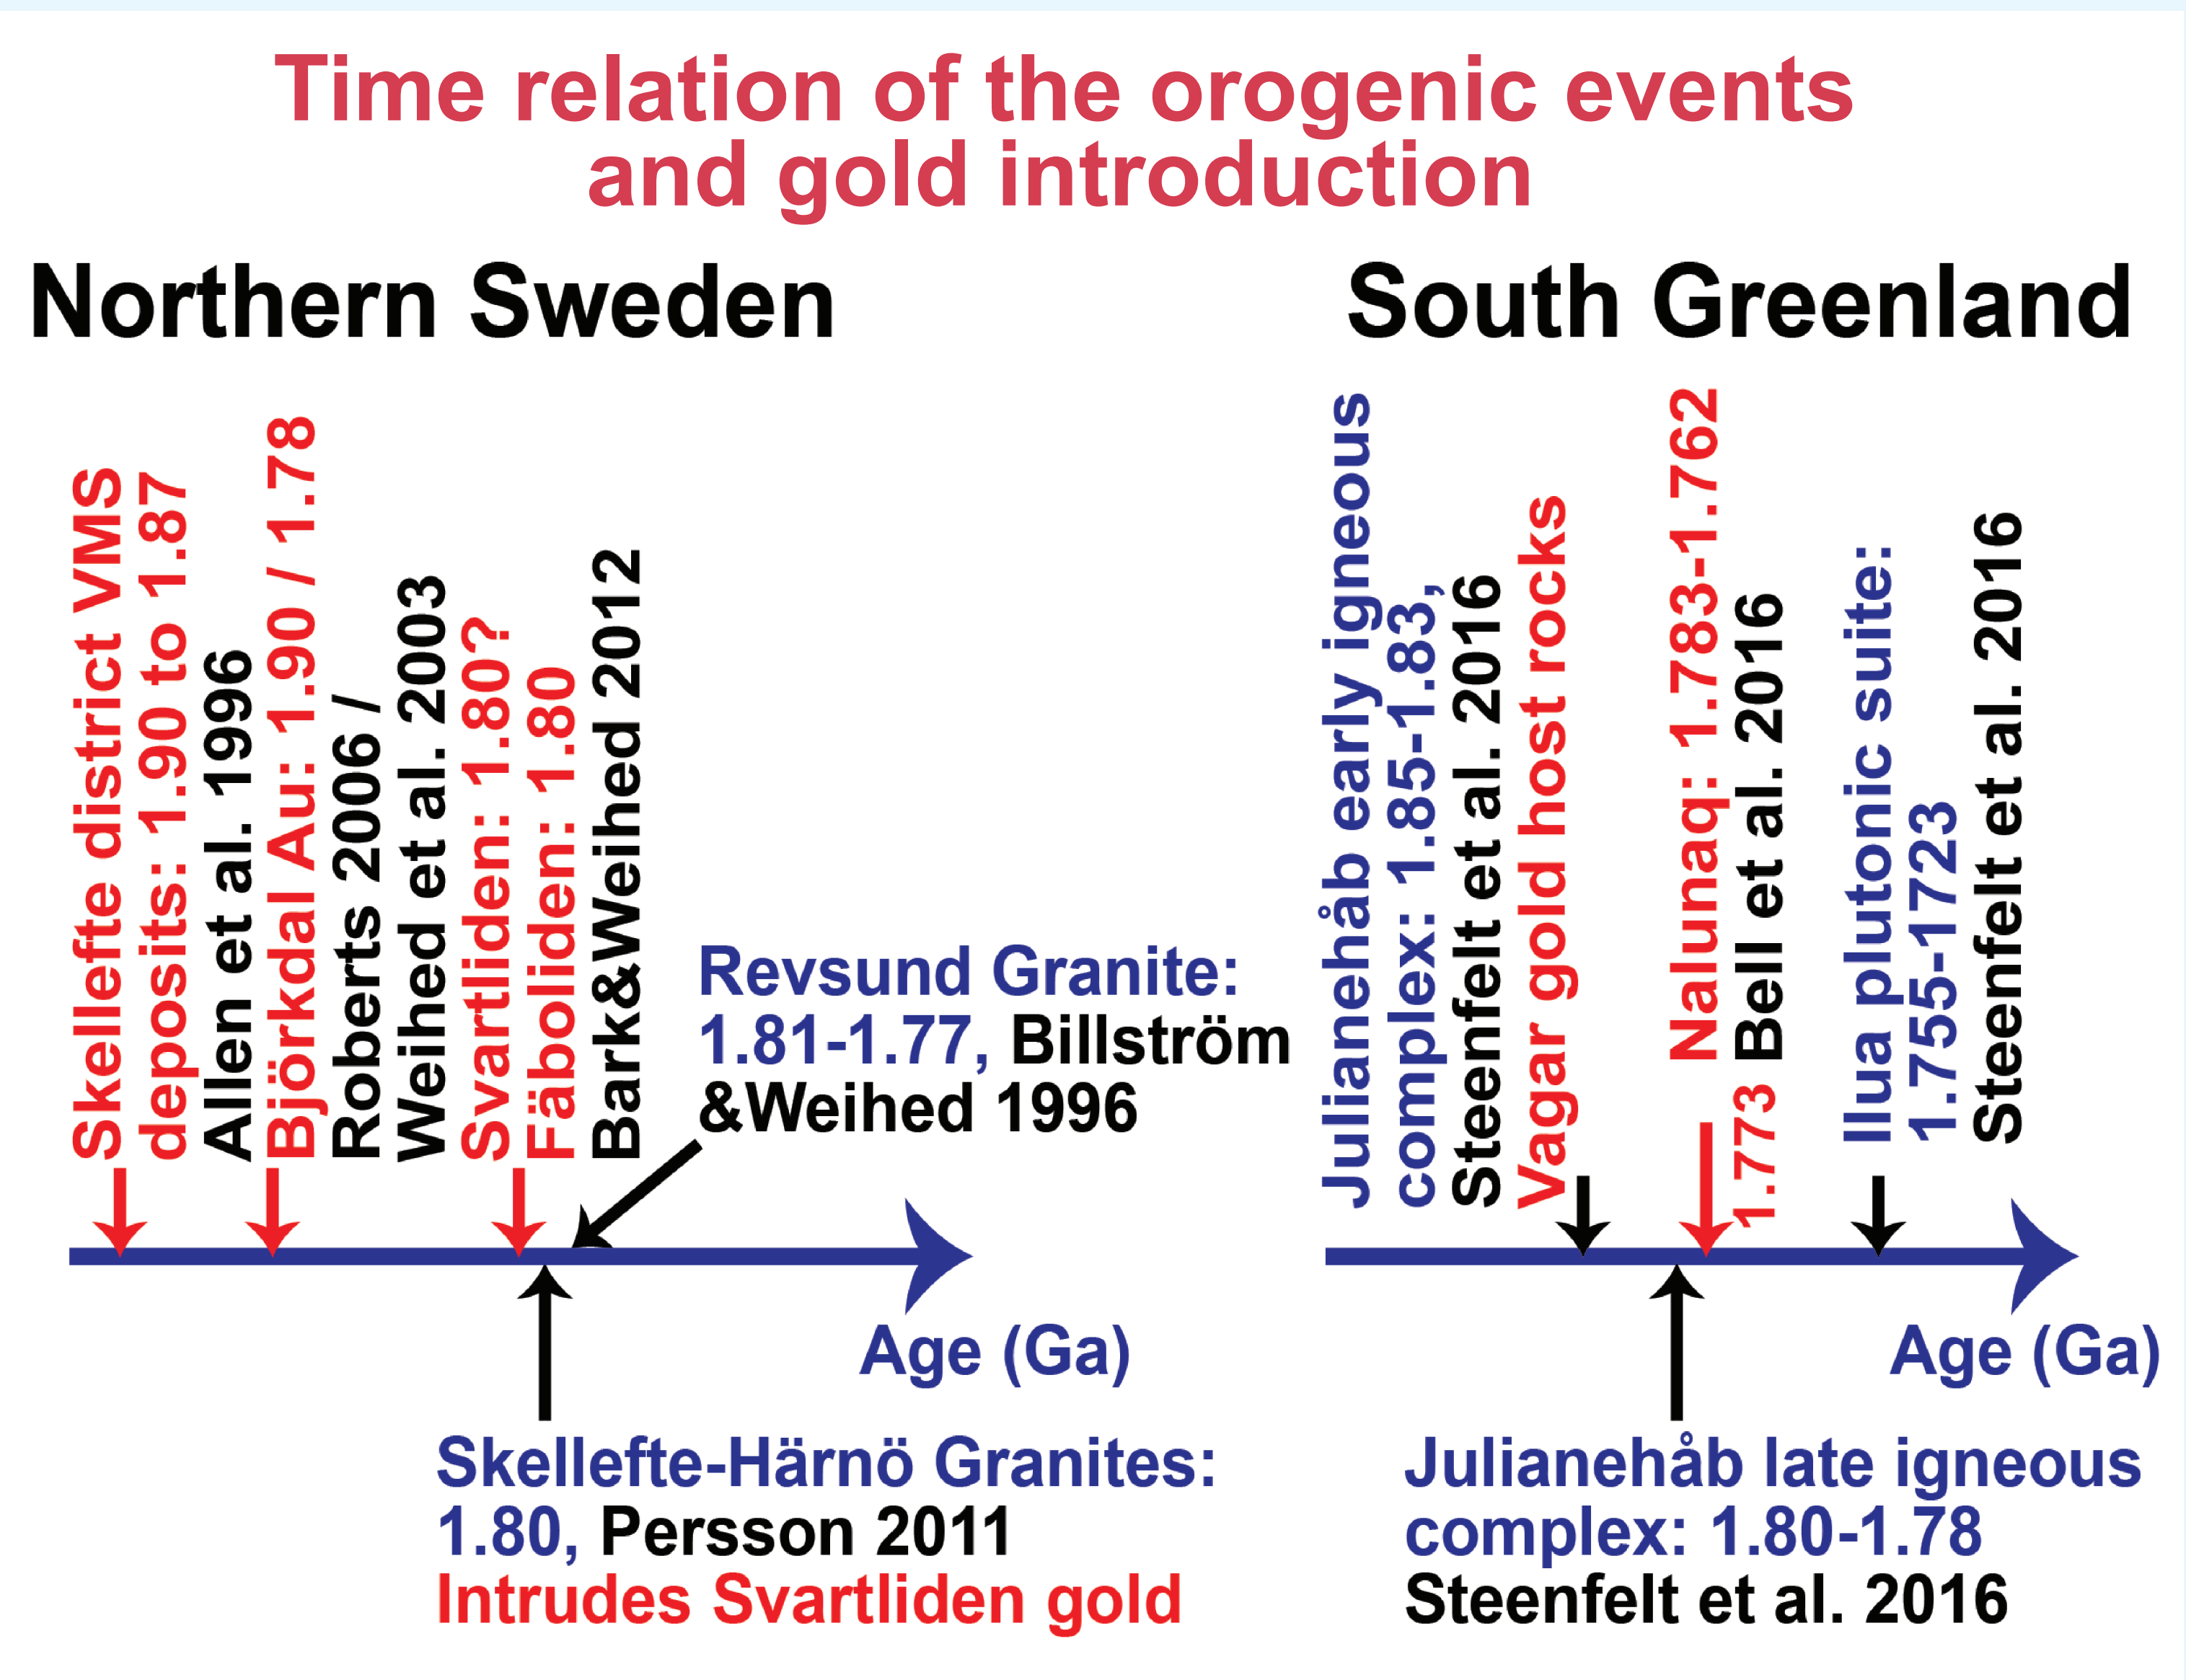 Time relation of the orogenic events
and gold introduction
Northern Sweden
Skellefte district VMS
deposits: 1.90 to 1.87
Allen et al. 1996
Björkdal Au: 1.90 / 1.78
Roberts 2006 /
Weihed et al. 2003
Svartliden: 1.80?
Fäboliden: 1.80
Bark&Weihed 2012
Revsund Granite:
1.81-1.77, Billström
&Weihed 1996
Age (Ga)
Skellefte-Härnö Granites:
1.80, Persson 2011
Intrudes Svartliden gold
South Greenland
Julianehåb early igneous
complex: 1.85-1.83,
Steenfelt et al. 2016
Vagar gold host rocks
Nalunaq: 1.783-1.762
1.773 Bell et al. 2016
Ilua plutonic suite:
1.755-1723
Steenfelt et al. 2016
Age (Ga)
Julianehåb late igneous
complex: 1.80-1.78
Steenfelt et al. 2016